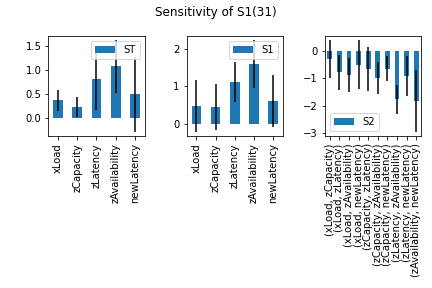 Sensitivity of S1(31)
ST
1.5
1.0
0.5
0.0
xLoad
zCapacity
zLatency
zAvailability
newLatency
S1
2
1
0
xLoad
zCapacity
zLatency
zAvailability
newLatency
S2
0
−1
−2
−3
(xLoad, zCapacity)
(xLoad, zLatency)
(xLoad, zAvailability)
(xLoad, newLatency)
(zCapacity, zLatency)
(zCapacity, zAvailability)
(zCapacity, newLatency)
(zLatency, zAvailability)
(zLatency, newLatency)
(zAvailability, newLatency)